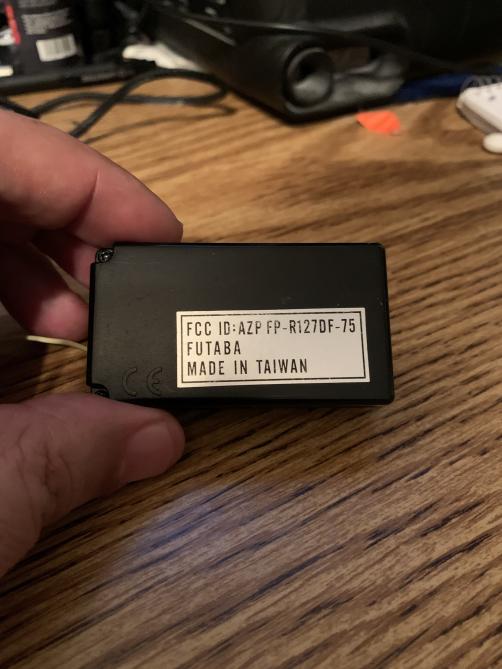 FCC ID:AZP FP-R127DF-75
FUTABA
MADE IN TAIWAN
CE